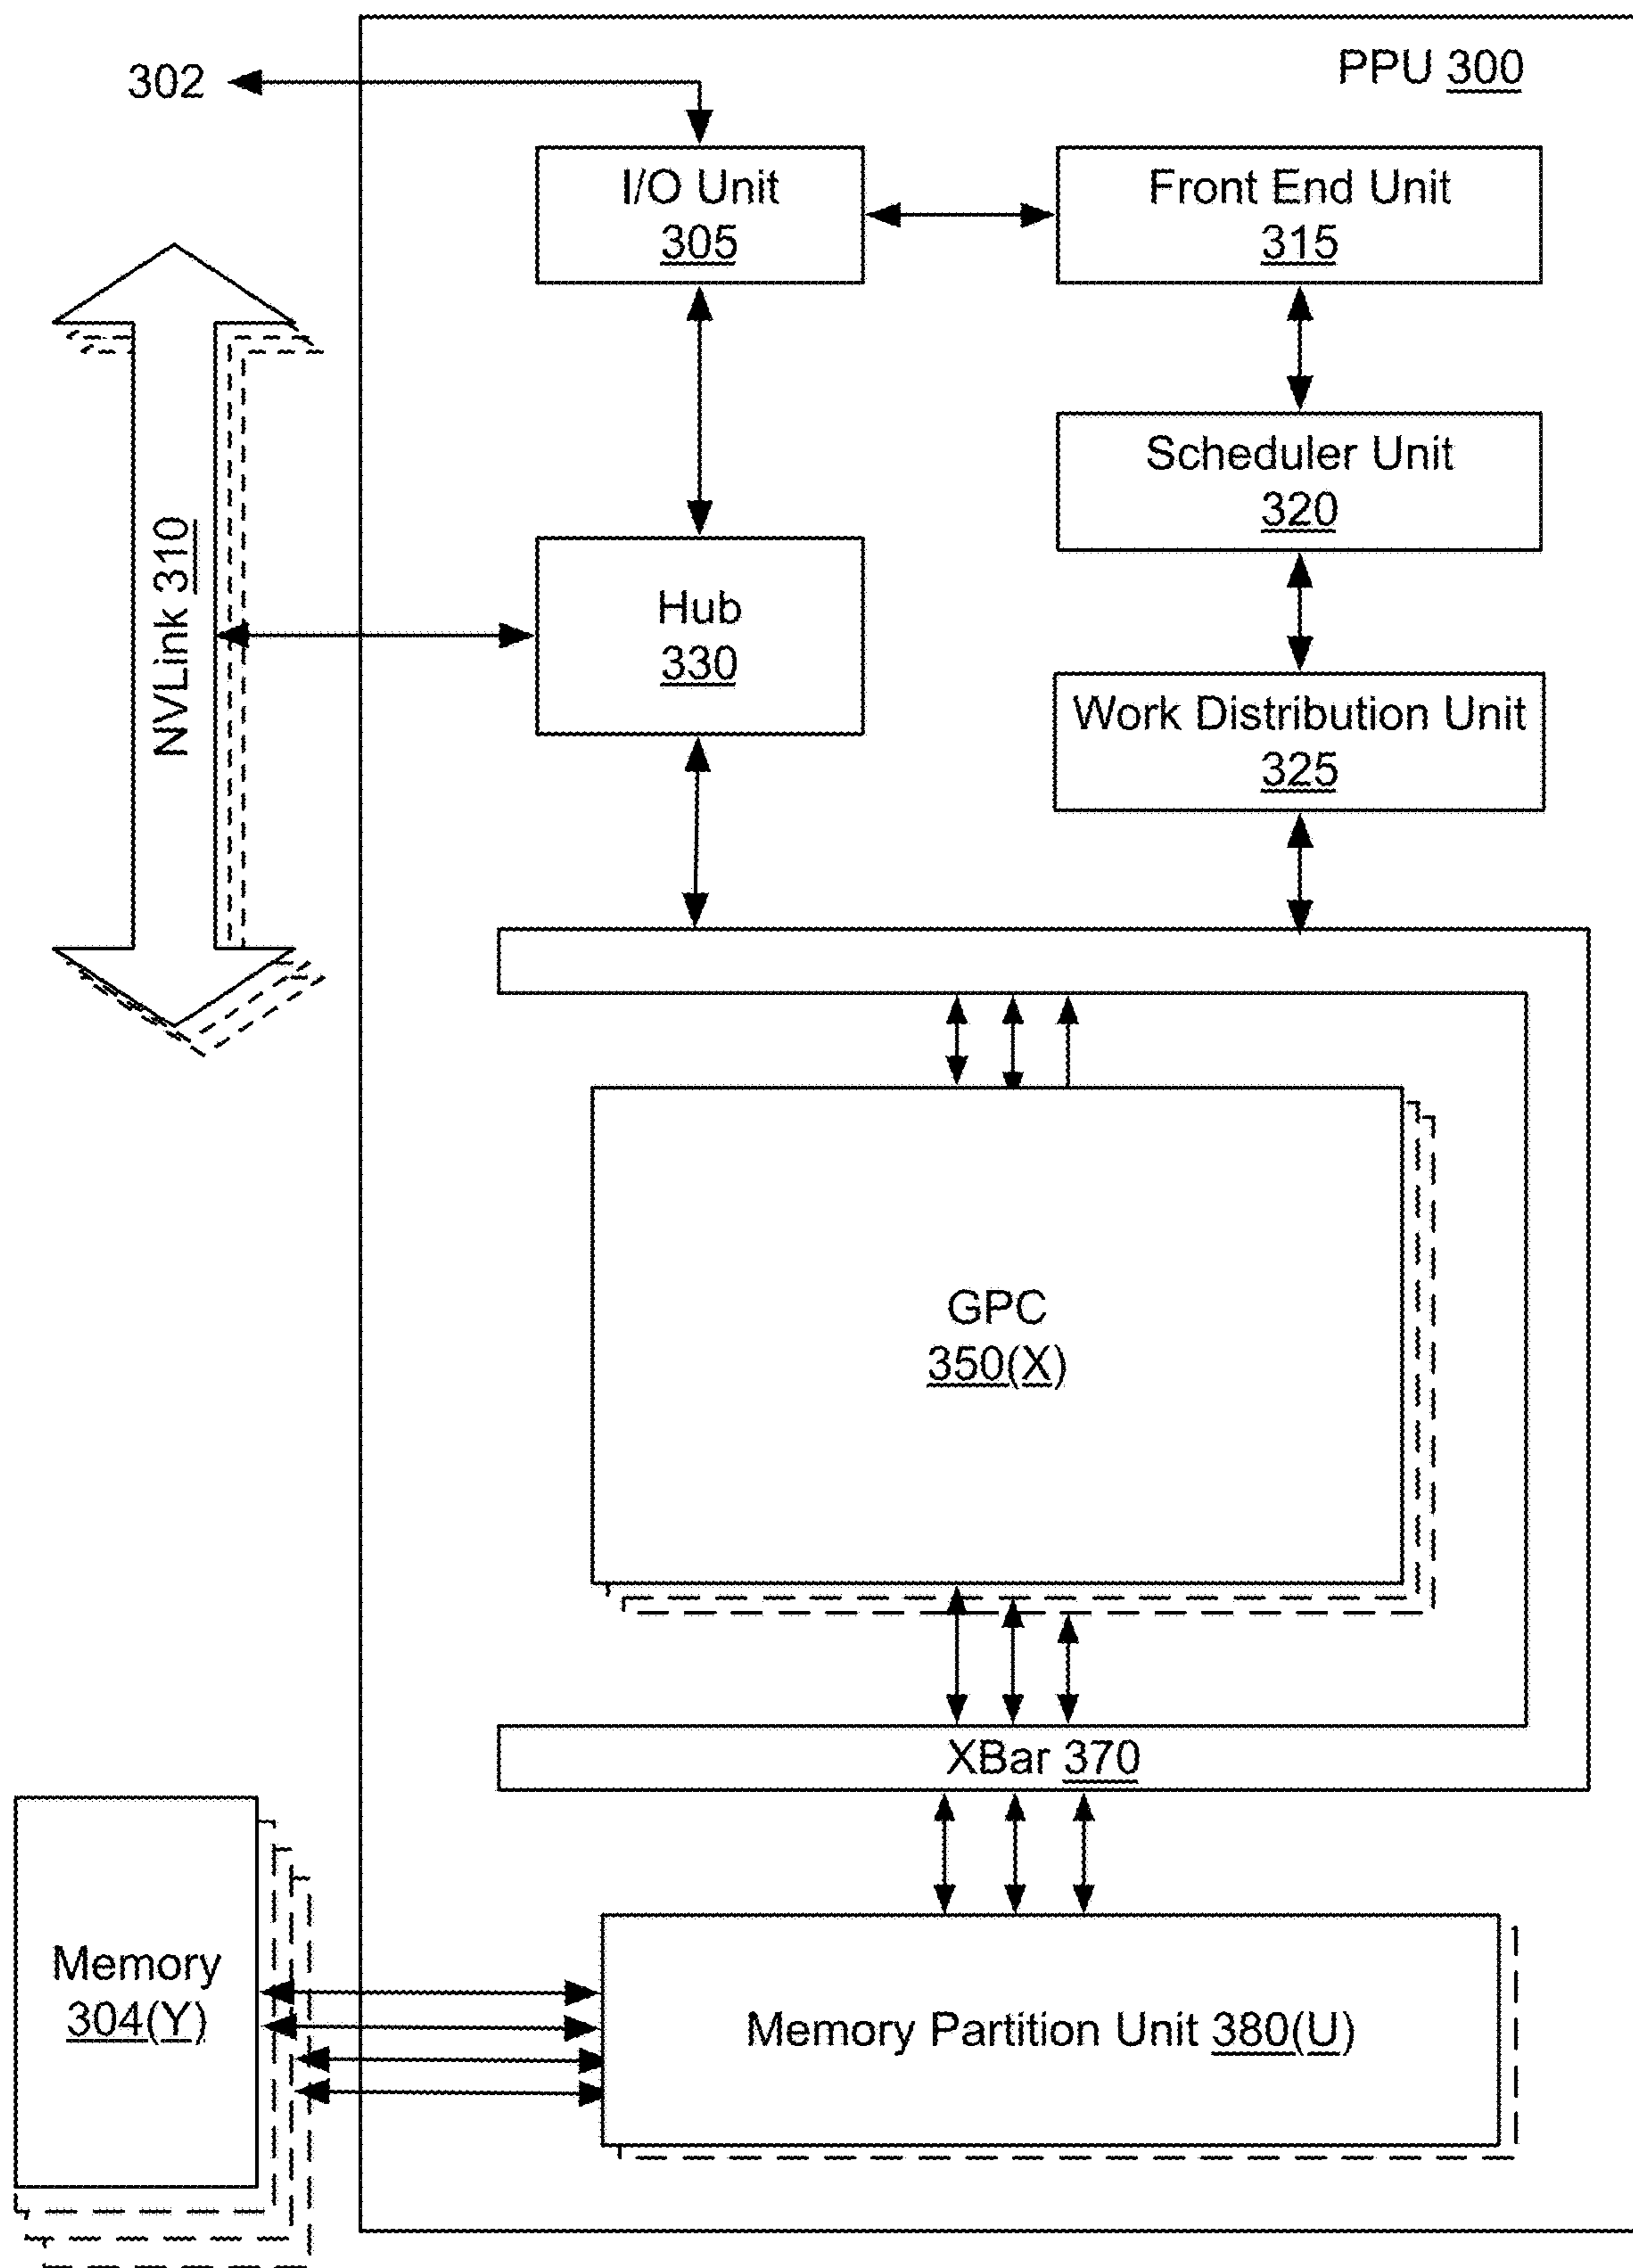 PPU 300
302
I/O Unit
305
Front End Unit
315
Scheduler Unit
320
NVLink 310
Hub
330
Work Distribution Unit
325
GPC
350(X)
XBar 370
Memory
304(Y)
Memory Partition Unit 380(U)